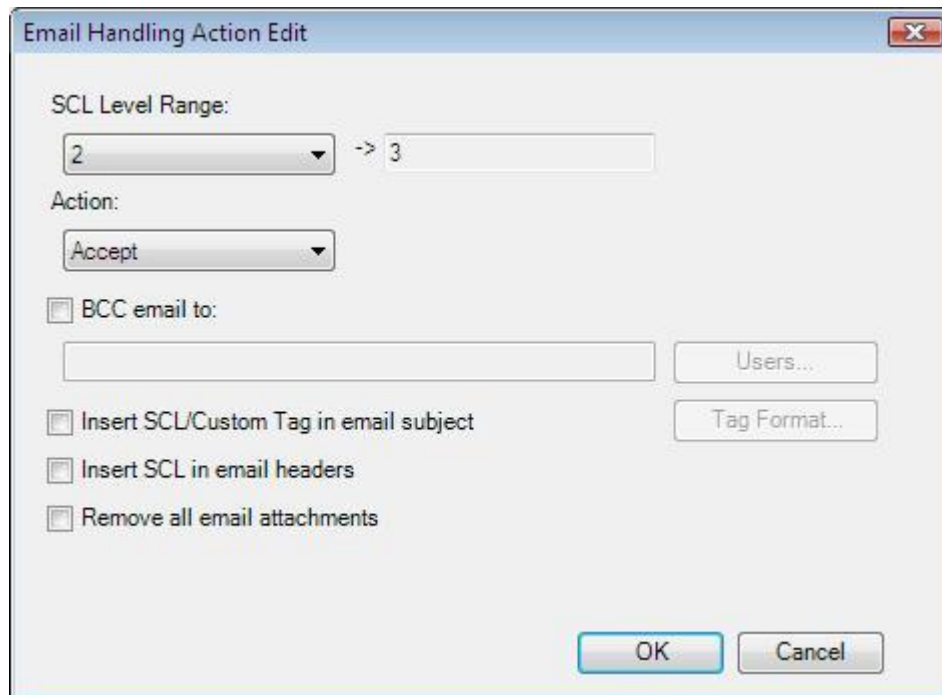 Email Handling Action Edit
SCL Level Range:
2 -> 3
Action:
Accept
BCC email to:
Users...
Insert SCL/Custom Tag in email subject Tag Format...
Insert SCL in email headers
Remove all email attachments
OK Cancel